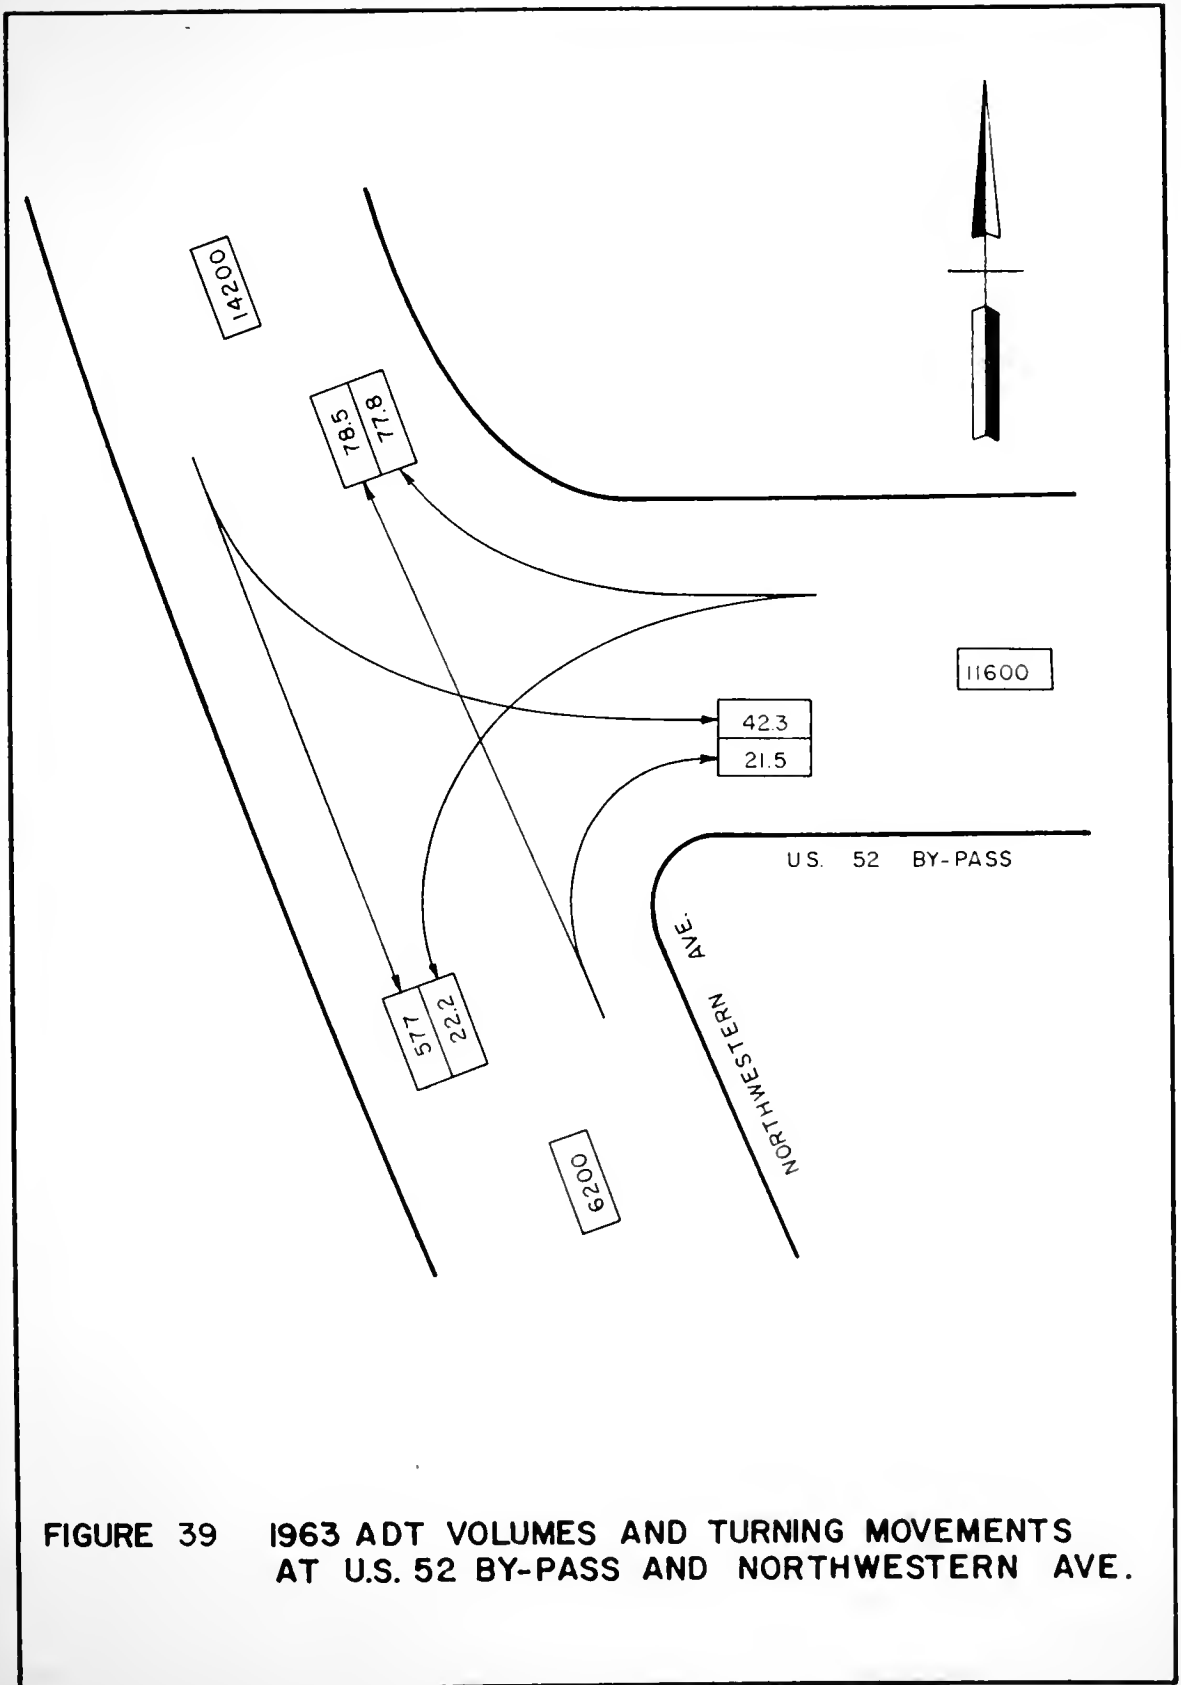 14200
78.5
77.8
11600
42.3
21.5
U.S. 52 BY-PASS
NORTHWESTERN AVE.
577
22.2
6200
FIGURE 39 1963 ADT VOLUMES AND TURNING MOVEMENTS
AT U.S. 52 BY-PASS AND NORTHWESTERN AVE.